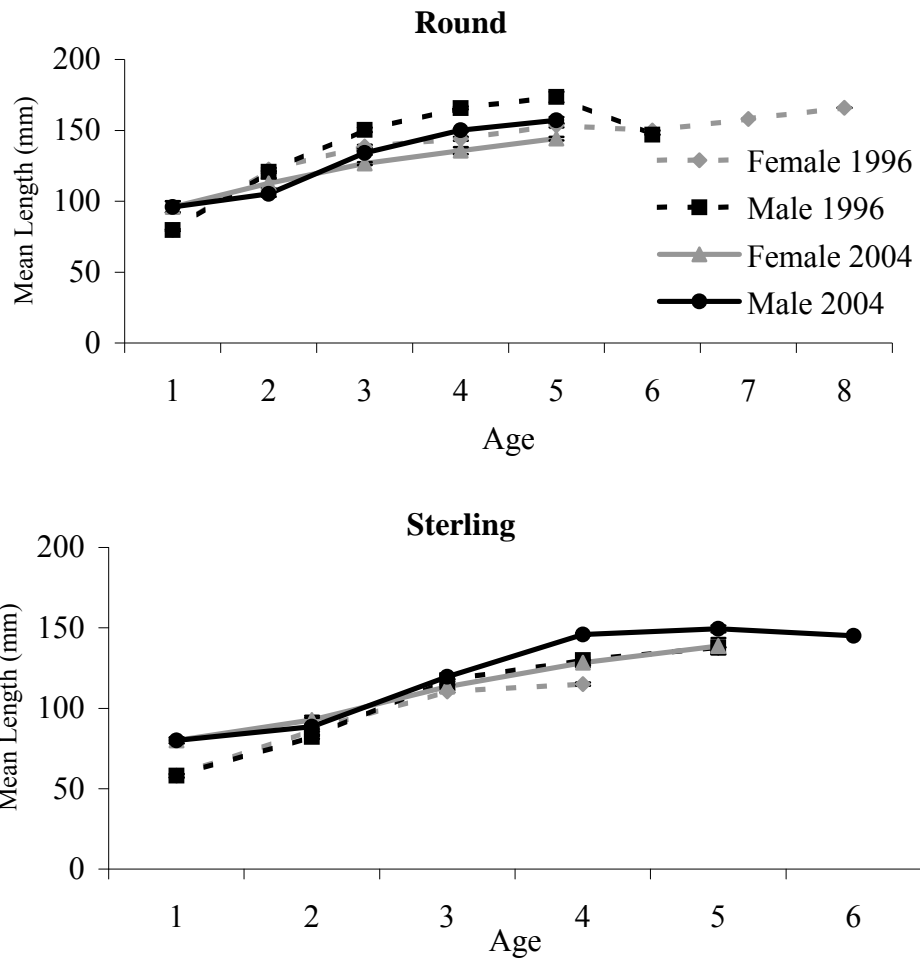 Round
200
150
100
50
0
Mean Length (mm)
Female 1996
Male 1996
Female 2004
Male 2004
1 2 3 4 5 6 7 8
Age
Sterling
200
150
100
50
0
Mean Length (mm)
1 2 3 4 5 6
Age